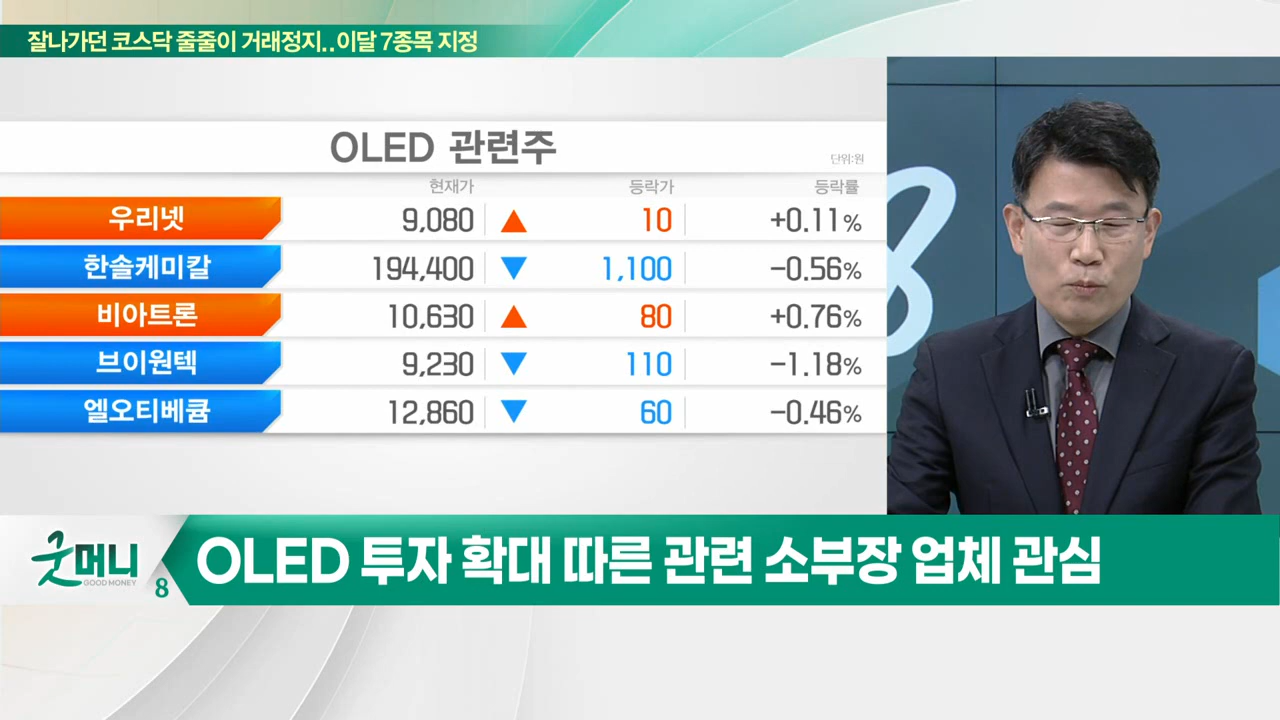 잘나가던 코스닥 줄줄이 거래정지..이달 7종목 지정
OLED 관련주
단위:원
현재가 등락가 등락률
우리넷 9,080 ▲ 10 +0.11%
한솔케미칼 194,400 ▼ 1,100 -0.56%
비아트론 10,630 ▲ 80 +0.76%
브이원텍 9,230 ▼ 110 -1.18%
엘오티베큠 12,860 ▼ 60 -0.46%
굿머니
GOOD MONEY
8
OLED 투자 확대 따른 관련 소부장 업체 관심